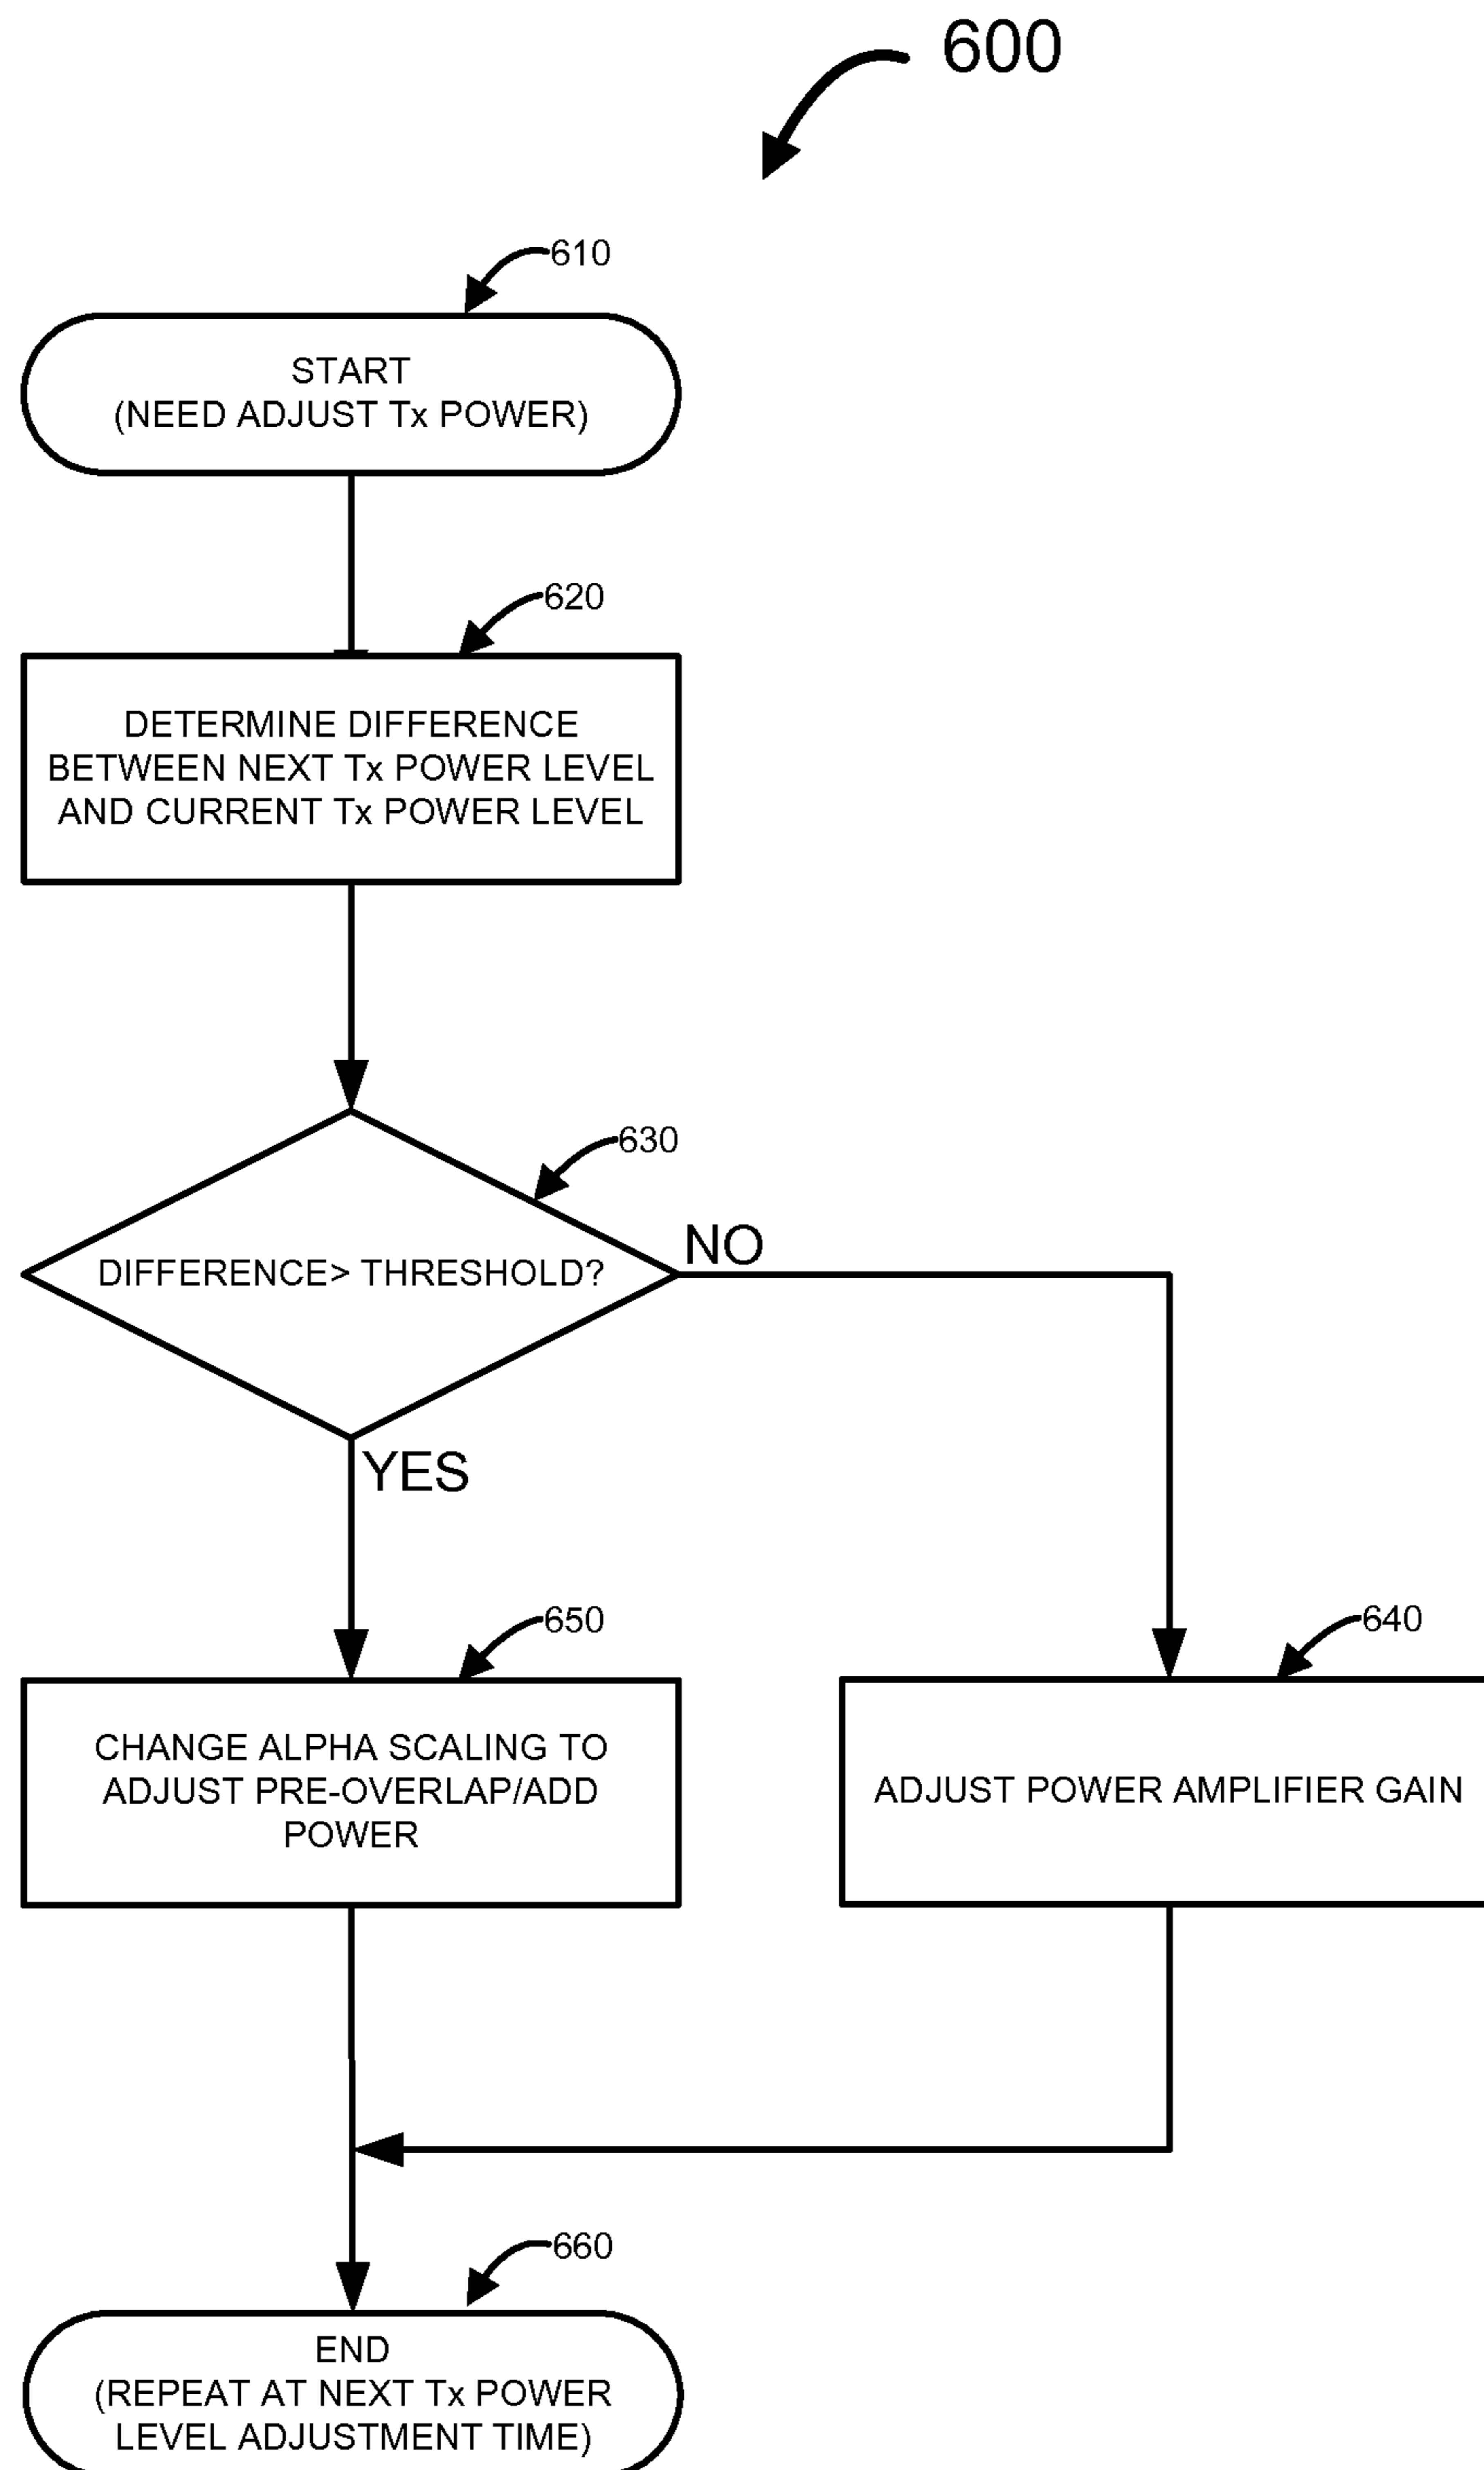 600
610
START
(NEED ADJUST Tx POWER)
620
DETERMINE DIFFERENCE
BETWEEN NEXT Tx POWER LEVEL
AND CURRENT Tx POWER LEVEL
630
DIFFERENCE> THRESHOLD?
NO
YES
650
CHANGE ALPHA SCALING TO
ADJUST PRE-OVERLAP/ADD
POWER
640
ADJUST POWER AMPLIFIER GAIN
660
END
(REPEAT AT NEXT Tx POWER
LEVEL ADJUSTMENT TIME)